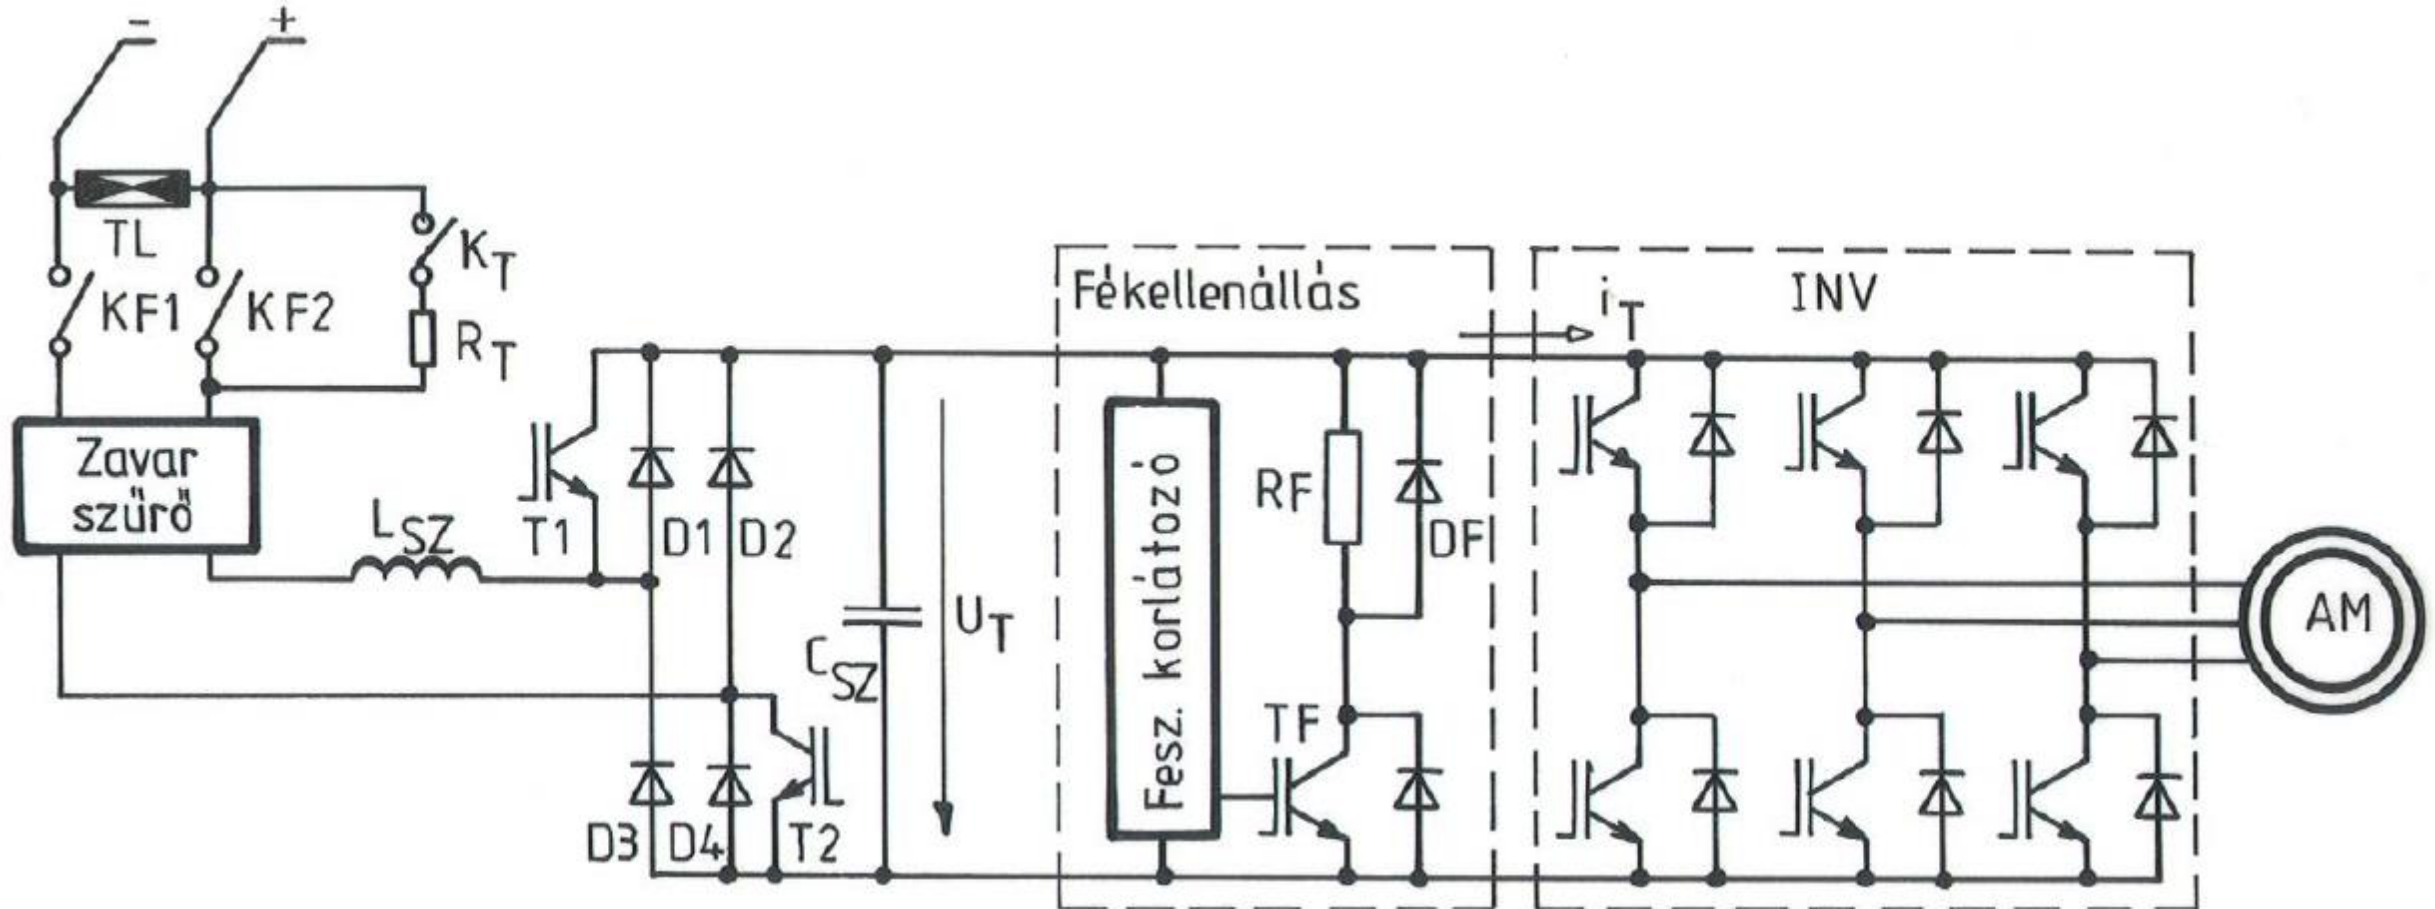 - +
TL
KF1
KF2
K_T
R_T
Zavar
szűrő
L_SZ
T1
D1
D2
D3
D4
T2
C_SZ
U_T
Fékellenállás
Fesz. korlátozó
RF
DF
TF
i_T
INV
AM